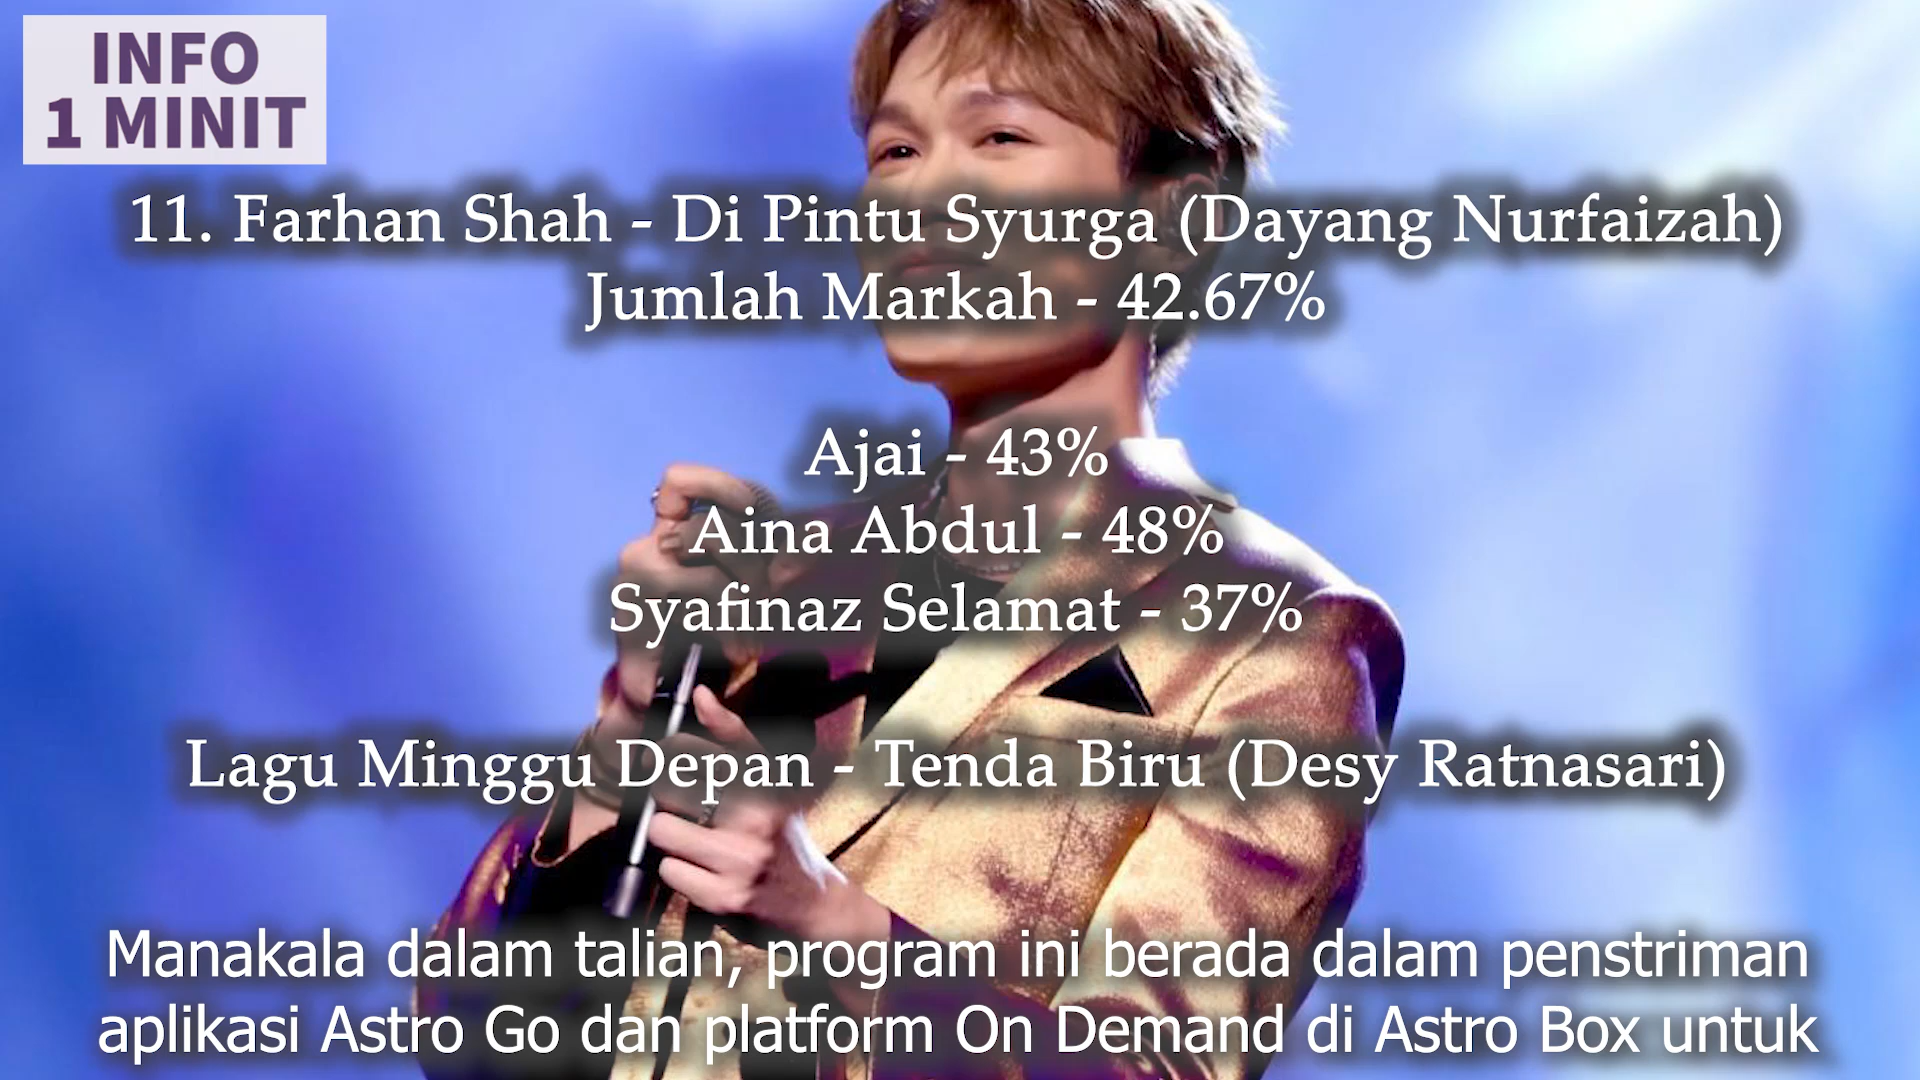 INFO
1 MINIT
11. Farhan Shah - Di Pintu Syurga (Dayang Nurfaizah)
Jumlah Markah - 42.67%
Ajai - 43%
Aina Abdul - 48%
Syafinaz Selamat - 37%
Lagu Minggu Depan - Tenda Biru (Desy Ratnasari)
Manakala dalam talian, program ini berada dalam penstriman
aplikasi Astro Go dan platform On Demand di Astro Box untuk